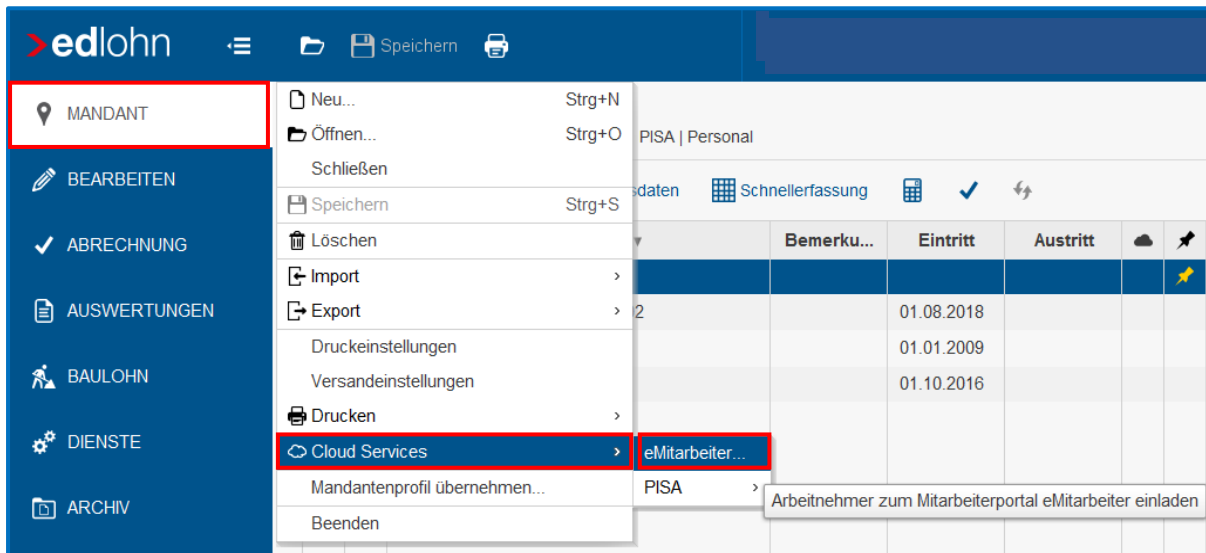 edlohn
Speichern
MANDANT
BEARBEITEN
ABRECHNUNG
AUSWERTUNGEN
BAULOHN
DIENSTE
ARCHIV
Neu... Strg+N
Öffnen... Strg+O
Schließen
Speichern Strg+S
Löschen
Import
Export
Druckeinstellungen
Versandeinstellungen
Drucken
Cloud Services
Mandantenprofil übernehmen...
Beenden
eMitarbeiter...
PISA
Arbeitnehmer zum Mitarbeiterportal eMitarbeiter einladen
PISA | Personal
sdaten Schnellerfassung
Bemerku... Eintritt Austritt
2 01.08.2018
01.01.2009
01.10.2016